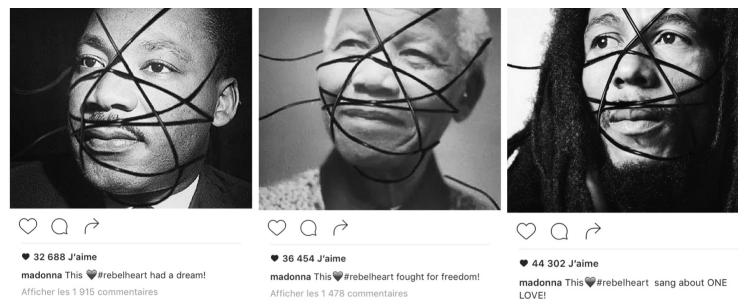 32 688 J'aime
madonna This 🖤#rebelheart had a dream!
Afficher les 1 915 commentaires
36 454 J'aime
madonna This🖤#rebelheart fought for freedom!
Afficher les 1 478 commentaires
44 302 J'aime
madonna This🖤#rebelheart sang about ONE
LOVE!